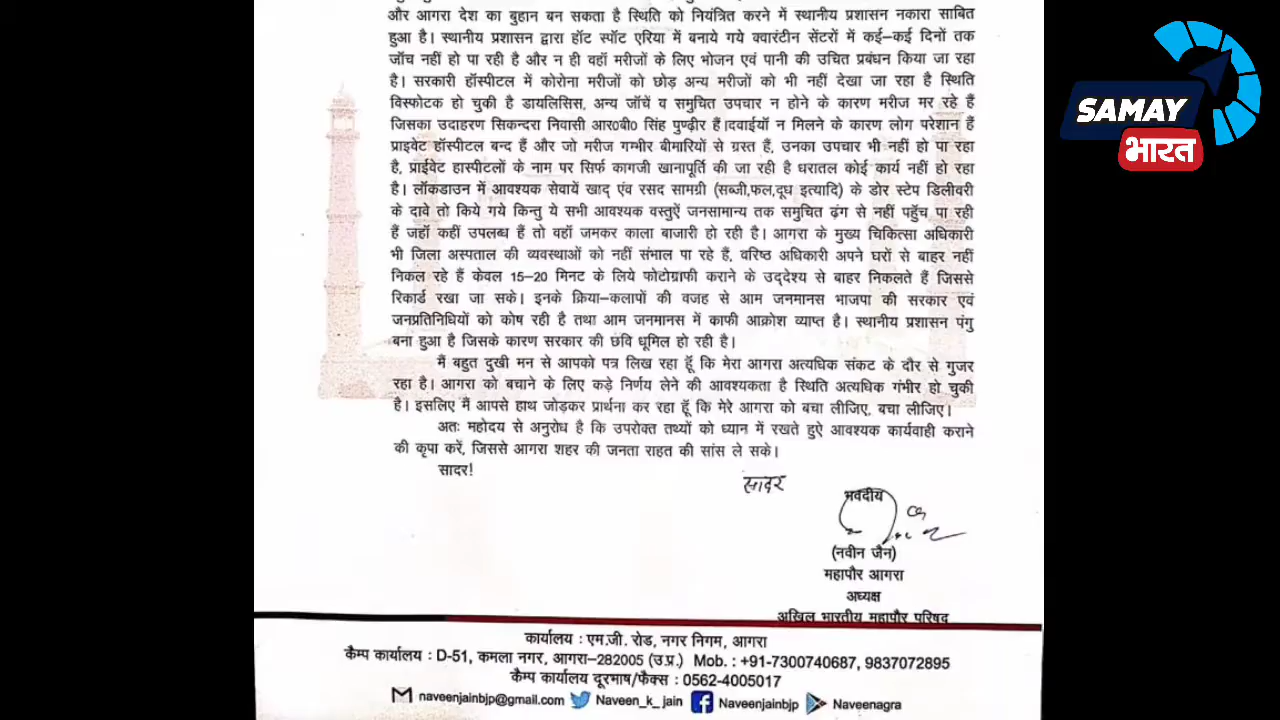 और आगरा देश का बुहान बन सकता है स्थिति को नियंत्रित करने में स्थानीय प्रशासन नकारा साबित
हुआ है। स्थानीय प्रशासन द्वारा हॉट स्पॉट एरिया में बनाये गये क्वारंटीन सेंटरों में कई–कई दिनों तक
जॉच नहीं हो पा रही है और न ही वहॉ मरीजों के लिए भोजन एवं पानी की उचित प्रबंधन किया जा रहा
है। सरकारी हॉस्पीटल में कोरोना मरीजों को छोड़ अन्य मरीजों को भी नहीं देखा जा रहा है स्थिति
विस्फोटक हो चुकी है डायलिसिस, अन्य जॉचें व समुचित उपचार न होने के कारण मरीज मर रहे हैं
जिसका उदाहरण सिकन्दरा निवासी आर0बी0 सिंह पुण्ढ़ीर हैं।दवाईयॉ न मिलने के कारण लोग परेशान हैं
प्राइवेट हॉस्पीटल बन्द हैं और जो मरीज गम्भीर बीमारियों से ग्रस्त हैं, उनका उपचार भी नहीं हो पा रहा
है, प्राईवेट हास्पीटलों के नाम पर सिर्फ कागजी खानापूर्ति की जा रही है धरातल कोई कार्य नहीं हो रहा
है। लॉकडाउन में आवश्यक सेवायें खाद् एंव रसद सामग्री (सब्जी,फल,दूध इत्यादि) के डोर स्टेप डिलीवरी
के दावे तो किये गये किन्तु ये सभी आवश्यक वस्तुऐं जनसामान्य तक समुचित ढ़ंग से नहीं पहुॅच पा रही
हैं जहॉ कहीं उपलब्ध हैं तो वहॉ जमकर काला बाजारी हो रही है। आगरा के मुख्य चिकित्सा अधिकारी
भी जिला अस्पताल की व्यवस्थाओं को नहीं संभाल पा रहे हैं, वरिष्ठ अधिकारी अपने घरों से बाहर नहीं
निकल रहे हैं केवल 15–20 मिनट के लिये फोटोग्राफी कराने के उद्देश्य से बाहर निकलते हैं जिससे
रिकार्ड रखा जा सके। इनके क्रिया–कलापों की वजह से आम जनमानस भाजपा की सरकार एवं
जनप्रतिनिधियों को कोष रही है तथा आम जनमानस में काफी आक्रोश व्याप्त है। स्थानीय प्रशासन पंगु
बना हुआ है जिसके कारण सरकार की छवि धूमिल हो रही है।
मैं बहुत दुखी मन से आपको पत्र लिख रहा हूॅ कि मेरा आगरा अत्यधिक संकट के दौर से गुजर
रहा है। आगरा को बचाने के लिए कड़े निर्णय लेने की आवश्यकता है स्थिति अत्यधिक गंभीर हो चुकी
है। इसलिए मैं आपसे हाथ जोड़कर प्रार्थना कर रहा हूॅ कि मेरे आगरा को बचा लीजिए, बचा लीजिए।
अतः महोदय से अनुरोध है कि उपरोक्त तथ्यों को ध्यान में रखते हुऐ आवश्यक कार्यवाही कराने
की कृपा करें, जिससे आगरा शहर की जनता राहत की सांस ले सके।
सादर!
सादर
भवदीय
(नवीन जैन)
महापौर आगरा
अध्यक्ष
अखिल भारतीय महापौर परिषद
कार्यालय : एम.जी. रोड, नगर निगम, आगरा
कैम्प कार्यालय : D-51, कमला नगर, आगरा-282005 (उ.प्र.) Mob. : +91-7300740687, 9837072895
कैम्प कार्यालय दूरभाष/फैक्स : 0562-4005017
naveenjainbjp@gmail.com Naveen_k_jain Naveenjainbjp Naveenagra
SAMAY
भारत